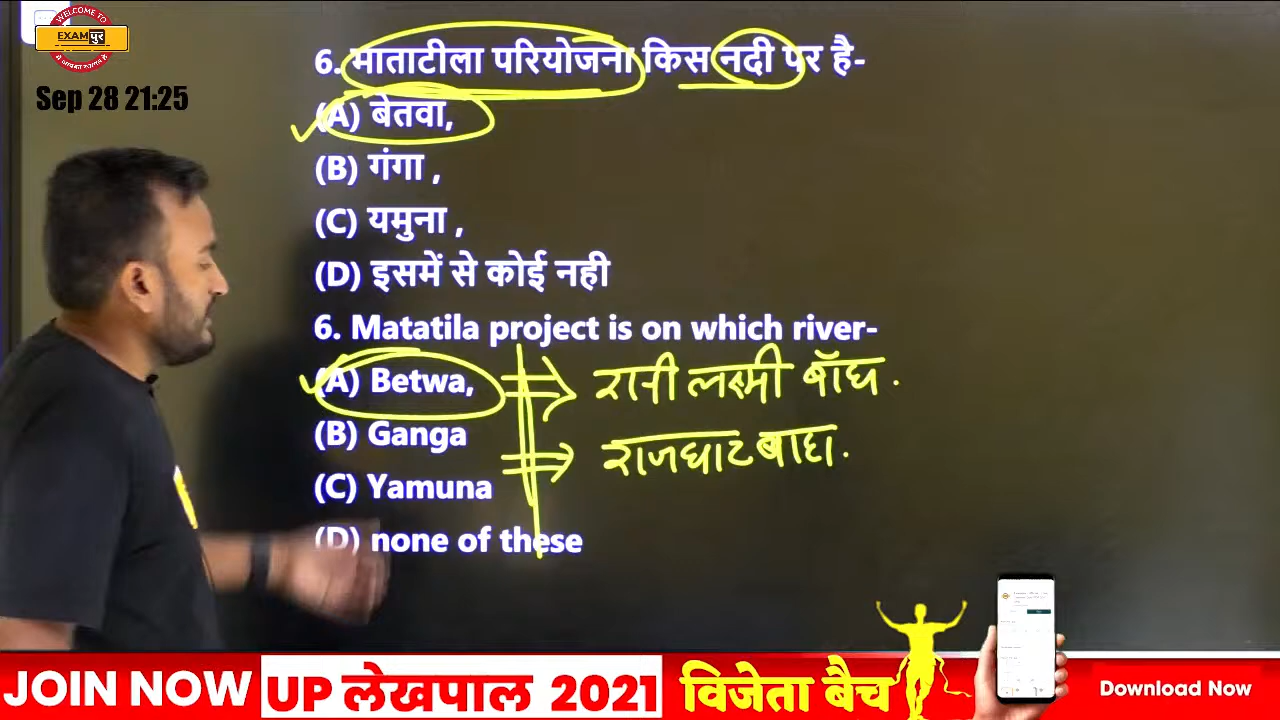 WELCOME TO
EXAMपुर
Sep 28 21:25
6. माताटीला परियोजना किस नदी पर है-
(A) बेतवा,
(B) गंगा ,
(C) यमुना ,
(D) इसमें से कोई नही
6. Matatila project is on which river-
(A) Betwa,
(B) Ganga
(C) Yamuna
(D) none of these
रानी लक्ष्मी बाँध .
राजघाट बाध .
JOIN NOW UP लेखपाल 2021 विजेता बैच Download Now